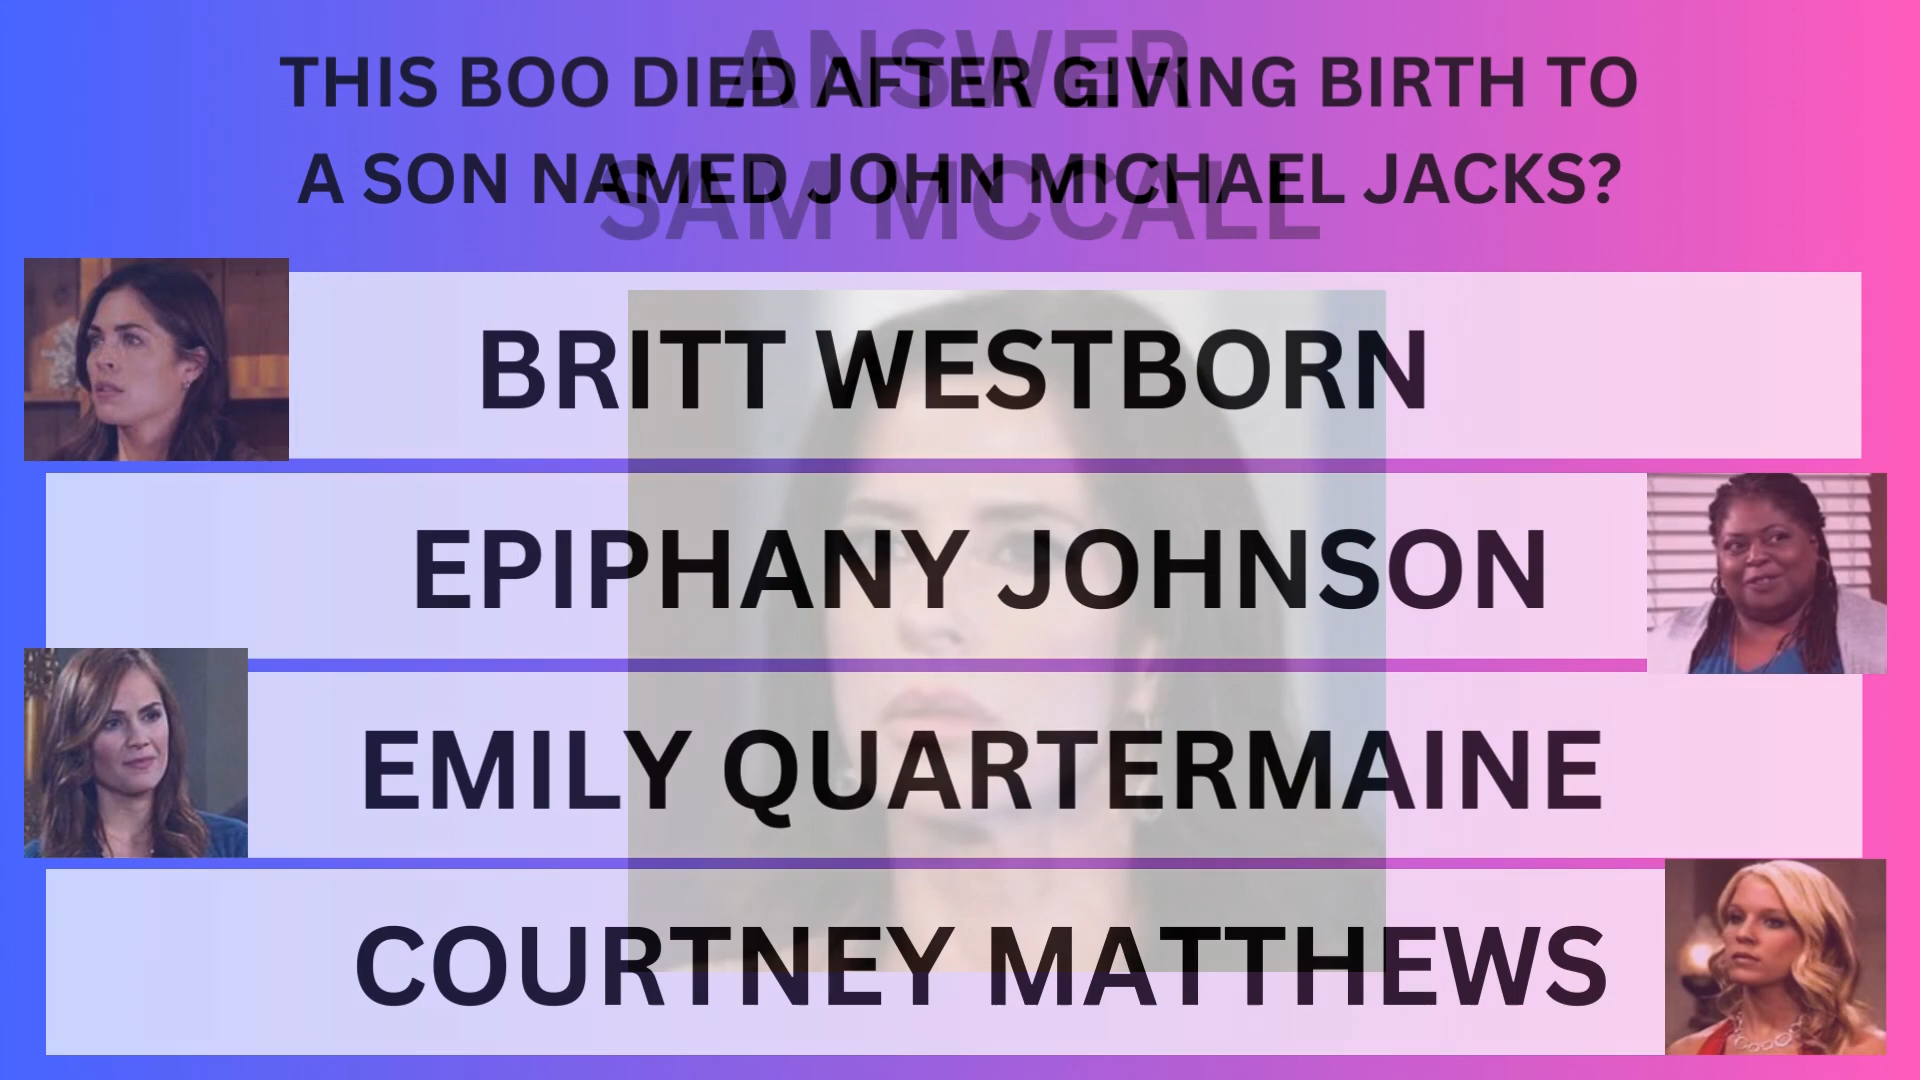 ANSWER
THIS BOO DIED AFTER GIVING BIRTH TO
A SON NAMED JOHN MICHAEL JACKS?
SAM MCCALL
BRITT WESTBORN
EPIPHANY JOHNSON
EMILY QUARTERMAINE
COURTNEY MATTHEWS